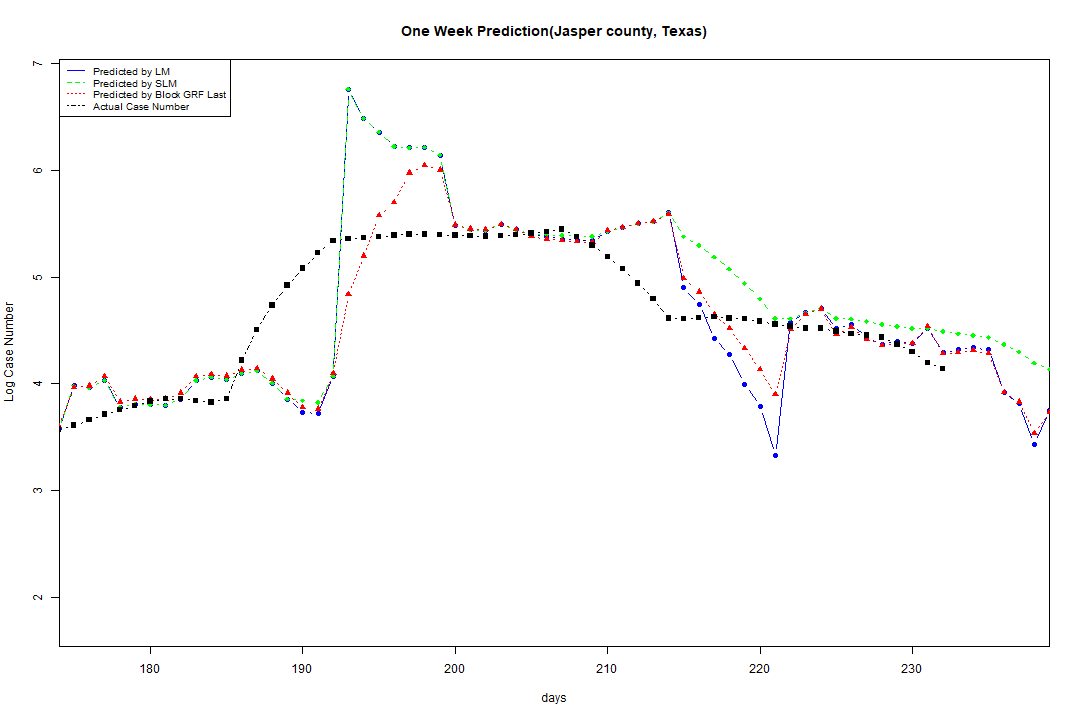 One Week Prediction(Jasper county, Texas)
7
Predicted by LM
Predicted by SLM
Predicted by Block GRF Last
Actual Case Number
6
5
4
3
2
Log Case Number
180 190 200 210 220 230
days